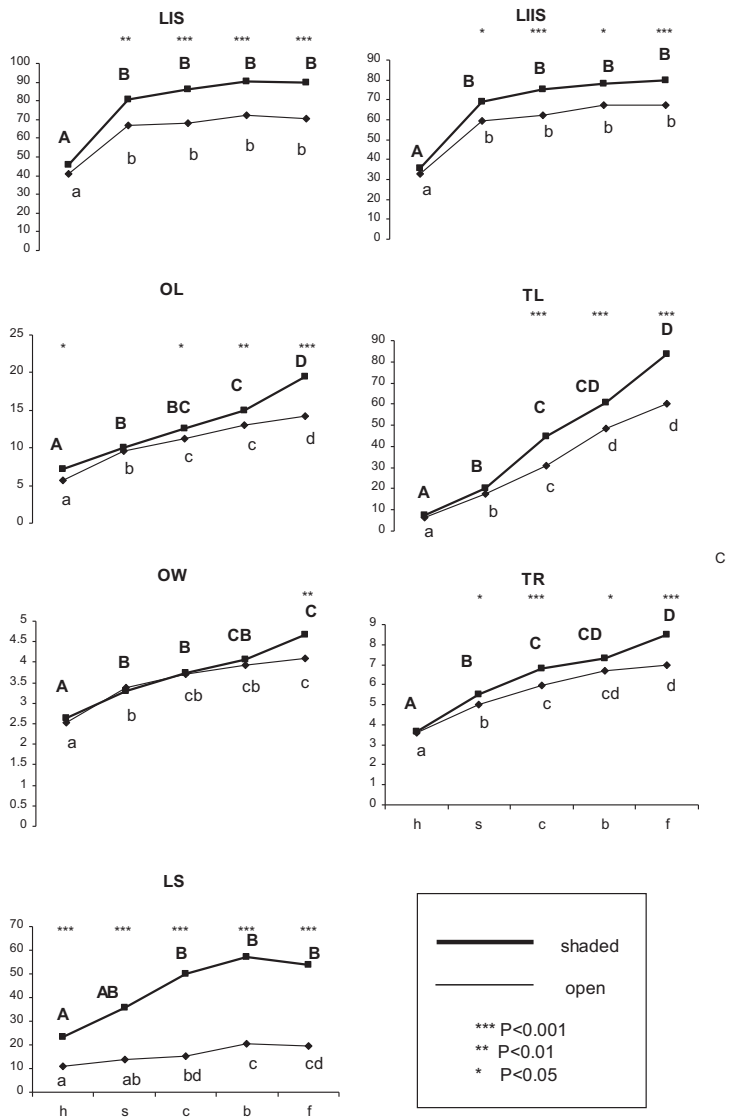 LIS
** *** *** ***
B B B B
A
b b b b
a
100
90
80
70
60
50
40
30
20
10
0
LIIS
* *** * ***
B B B B
A
b b b b
a
90
80
70
60
50
40
30
20
10
0
OL
* * ** ***
A B BC C D
a b c c d
25
20
15
10
5
0
TL
*** *** ***
A B C CD D
a b c d d
90
80
70
60
50
40
30
20
10
0
C
OW
**
A B B CB C
a b cb cb c
5
4.5
4
3.5
3
2.5
2
1.5
1
0.5
0
TR
* *** * ***
A B C CD D
a b c cd d
9
8
7
6
5
4
3
2
1
0
h s c b f
LS
*** *** *** *** ***
A AB B B B
a ab bd c cd
70
60
50
40
30
20
10
0
h s c b f
shaded
open
*** P<0.001
** P<0.01
* P<0.05